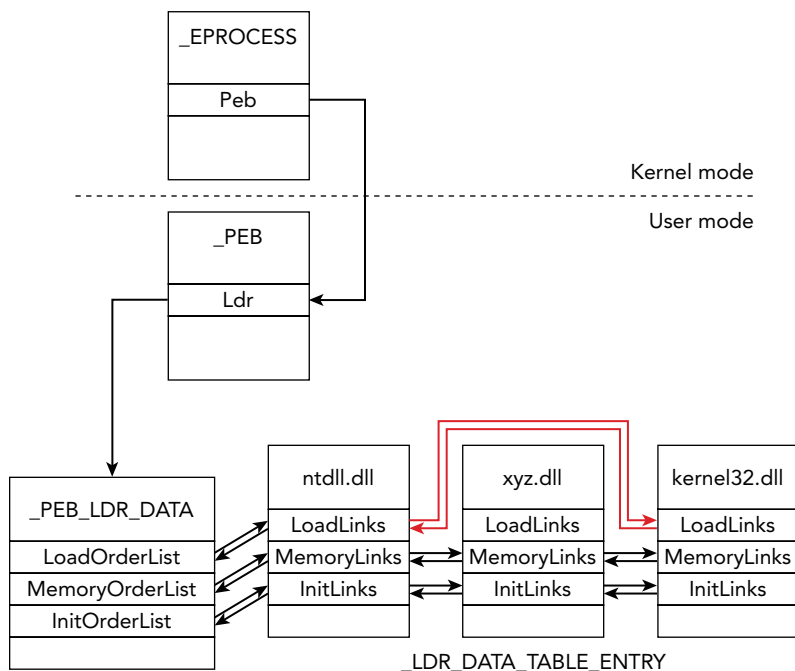 _EPROCESS
Peb
Kernel mode
User mode
_PEB
Ldr
_PEB_LDR_DATA
LoadOrderList
MemoryOrderList
InitOrderList
ntdll.dll
LoadLinks
MemoryLinks
InitLinks
xyz.dll
LoadLinks
MemoryLinks
InitLinks
kernel32.dll
LoadLinks
MemoryLinks
InitLinks
_LDR_DATA_TABLE_ENTRY